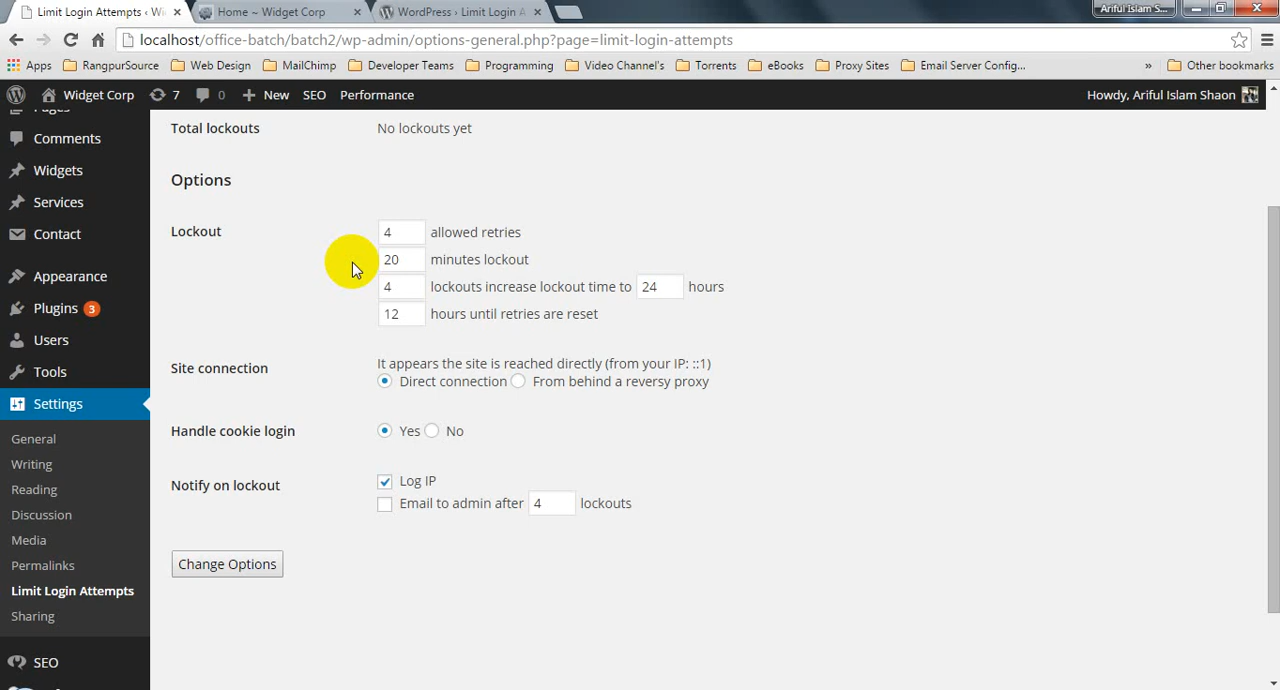 Limit Login Attempts ‹ Wi
Home ~ Widget Corp
WordPress › Limit Login A
Ariful Islam S...
localhost/office-batch/batch2/wp-admin/options-general.php?page=limit-login-attempts
Apps RangpurSource Web Design MailChimp Developer Teams Programming Video Channel's Torrents eBooks Proxy Sites Email Server Config... » Other bookmarks
Widget Corp 7 0 New SEO Performance Howdy, Ariful Islam Shaon
Pages
Comments
Widgets
Services
Contact
Appearance
Plugins 3
Users
Tools
Settings
General
Writing
Reading
Discussion
Media
Permalinks
Limit Login Attempts
Sharing
SEO
Total lockouts No lockouts yet
Options
Lockout 4 allowed retries
20 minutes lockout
4 lockouts increase lockout time to 24 hours
12 hours until retries are reset
Site connection It appears the site is reached directly (from your IP: ::1)
Direct connection From behind a reversy proxy
Handle cookie login Yes No
Notify on lockout Log IP
Email to admin after 4 lockouts
Change Options